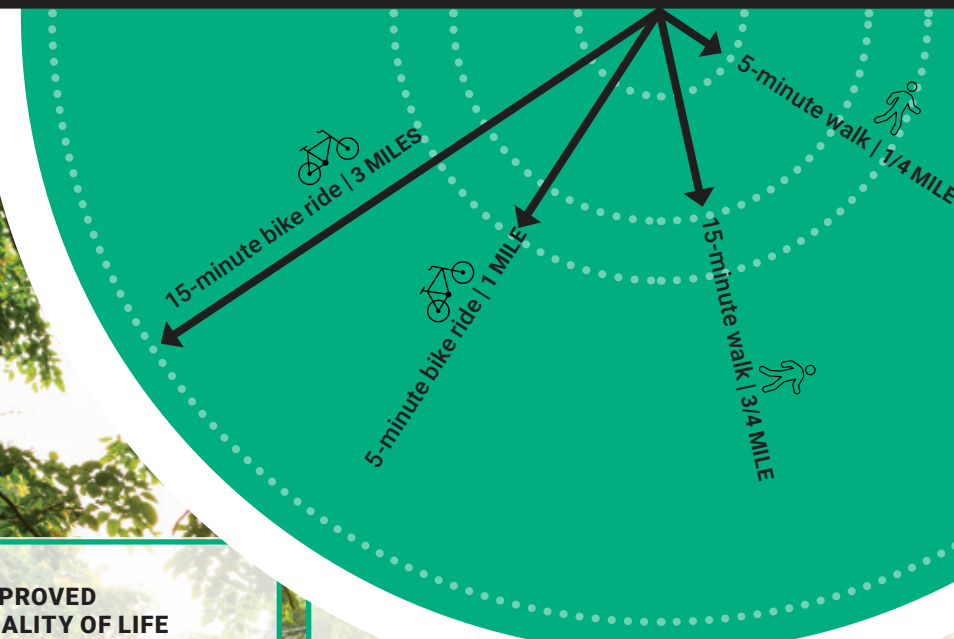 5-minute walk | 1/4 MILE
15-minute bike ride | 3 MILES
5-minute bike ride | 1 MILE
15-minute walk | 3/4 MILE
PROVED
ALITY OF LIFE